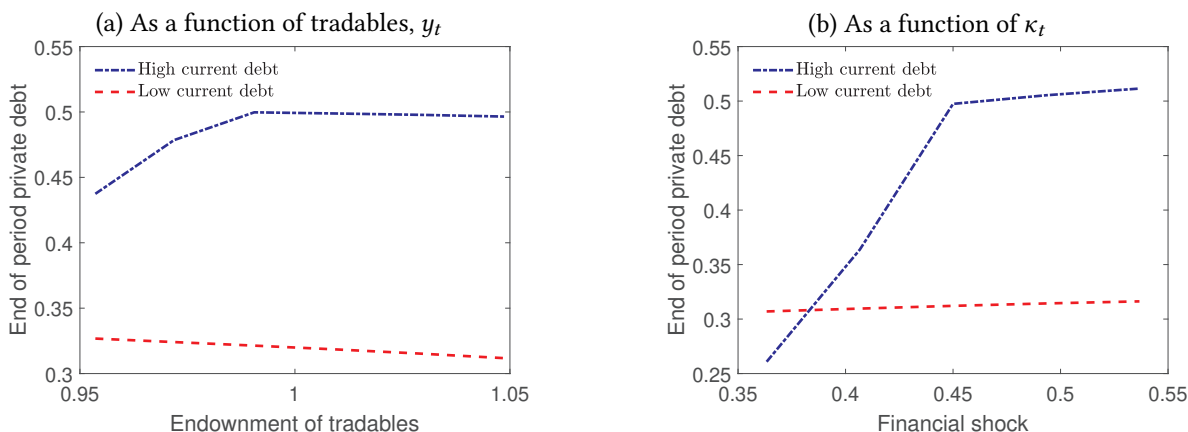 (a) As a function of tradables, yₜ
0.55
0.5
0.45
0.4
0.35
0.3
0.95
1
1.05
End of period private debt
Endownment of tradables
High current debt
Low current debt
(b) As a function of κₜ
0.55
0.5
0.45
0.4
0.35
0.3
0.25
0.35
0.4
0.45
0.5
0.55
End of period private debt
Financial shock
High current debt
Low current debt